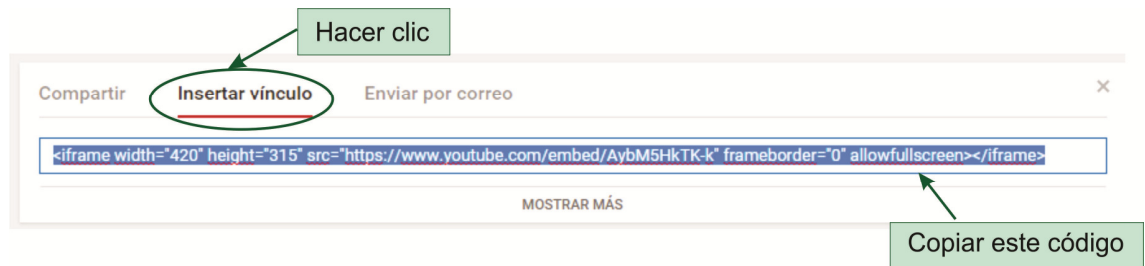 Hacer clic
Compartir Insertar vínculo Enviar por correo ×
<iframe width="420" height="315" src="https://www.youtube.com/embed/AybM5HkTK-k" frameborder="0" allowfullscreen></iframe>
MOSTRAR MÁS
Copiar este código